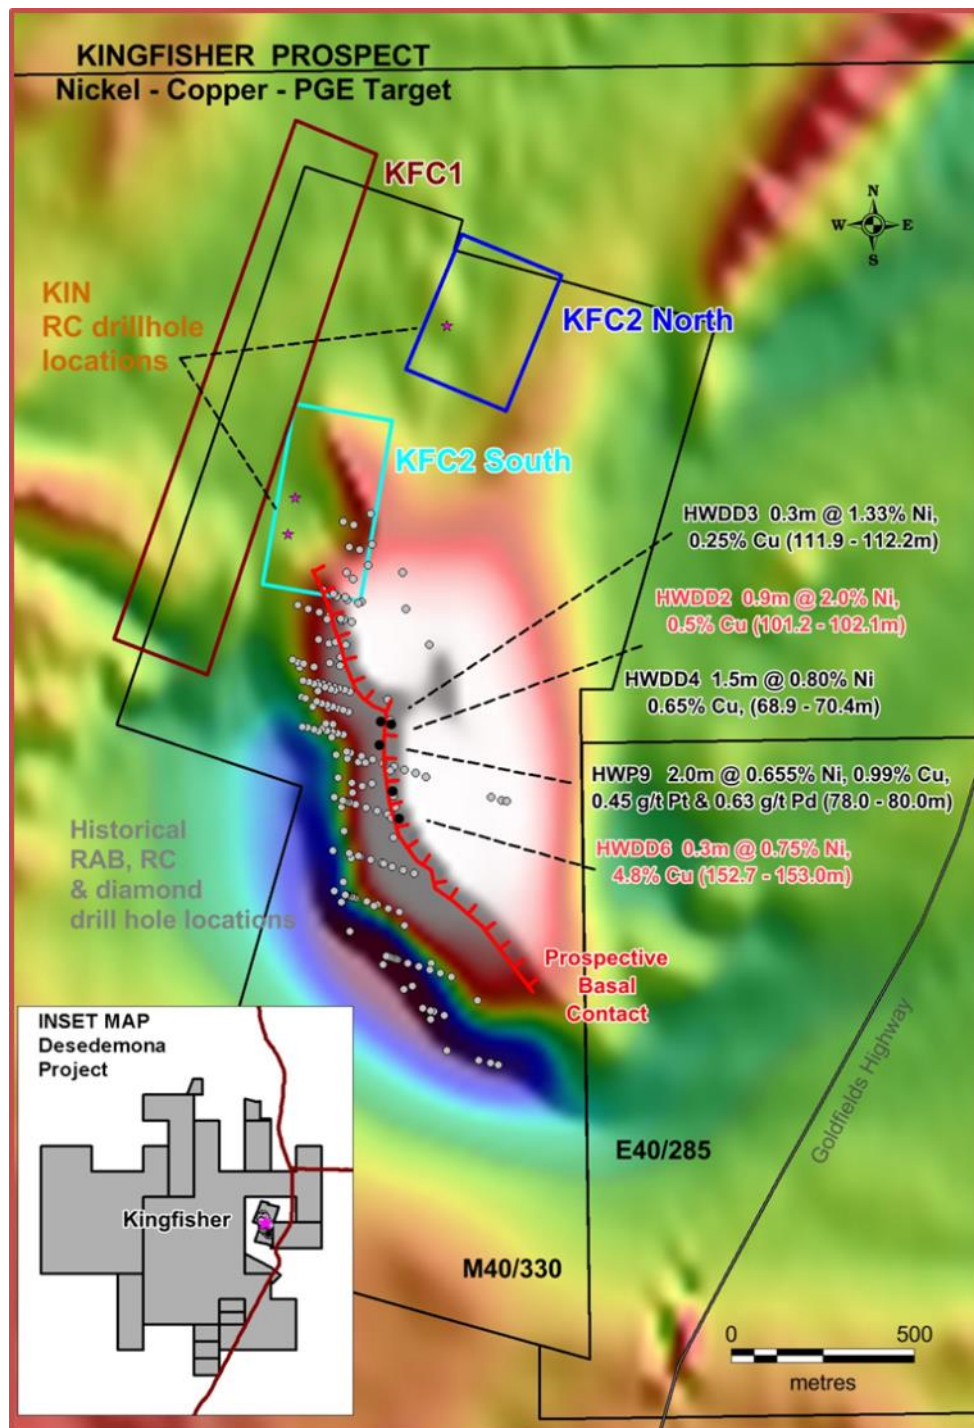 KINGFISHER PROSPECT
Nickel - Copper - PGE Target
KFC1
N
W E
S
KIN
RC drillhole
locations
KFC2 North
KFC2 South
HWDD3 0.3m @ 1.33% Ni,
0.25% Cu (111.9 - 112.2m)
HWDD2 0.9m @ 2.0% Ni,
0.5% Cu (101.2 - 102.1m)
HWDD4 1.5m @ 0.80% Ni
0.65% Cu, (68.9 - 70.4m)
HWP9 2.0m @ 0.655% Ni, 0.99% Cu,
0.45 g/t Pt & 0.63 g/t Pd (78.0 - 80.0m)
HWDD6 0.3m @ 0.75% Ni,
4.8% Cu (152.7 - 153.0m)
Historical
RAB, RC
& diamond
drill hole locations
Prospective
Basal
Contact
Goldfields Highway
INSET MAP
Desedemona
Project
Kingfisher
E40/285
M40/330
0 500
metres